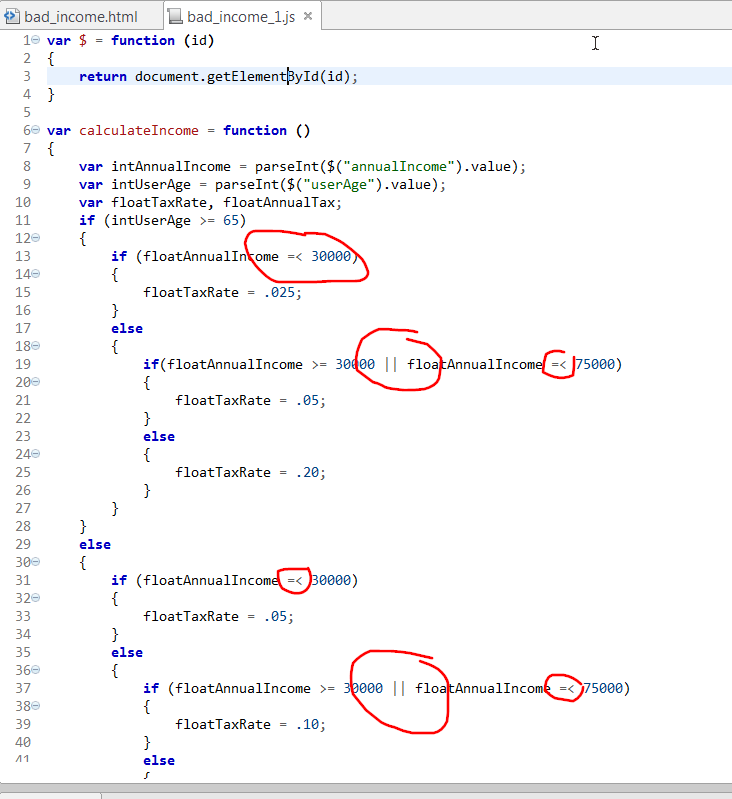 bad_income.html bad_income_1.js
1 var $ = function (id)
2 {
3 return document.getElementById(id);
4 }
5
6 var calculateIncome = function ()
7 {
8 var intAnnualIncome = parseInt($("annualIncome").value);
9 var intUserAge = parseInt($("userAge").value);
10 var floatTaxRate, floatAnnualTax;
11 if (intUserAge >= 65)
12 {
13 if (floatAnnualIncome =< 30000)
14 {
15 floatTaxRate = .025;
16 }
17 else
18 {
19 if(floatAnnualIncome >= 30000 || floatAnnualIncome =< 75000)
20 {
21 floatTaxRate = .05;
22 }
23 else
24 {
25 floatTaxRate = .20;
26 }
27 }
28 }
29 else
30 {
31 if (floatAnnualIncome =< 30000)
32 {
33 floatTaxRate = .05;
34 }
35 else
36 {
37 if (floatAnnualIncome >= 30000 || floatAnnualIncome =< 75000)
38 {
39 floatTaxRate = .10;
40 }
41 else
{